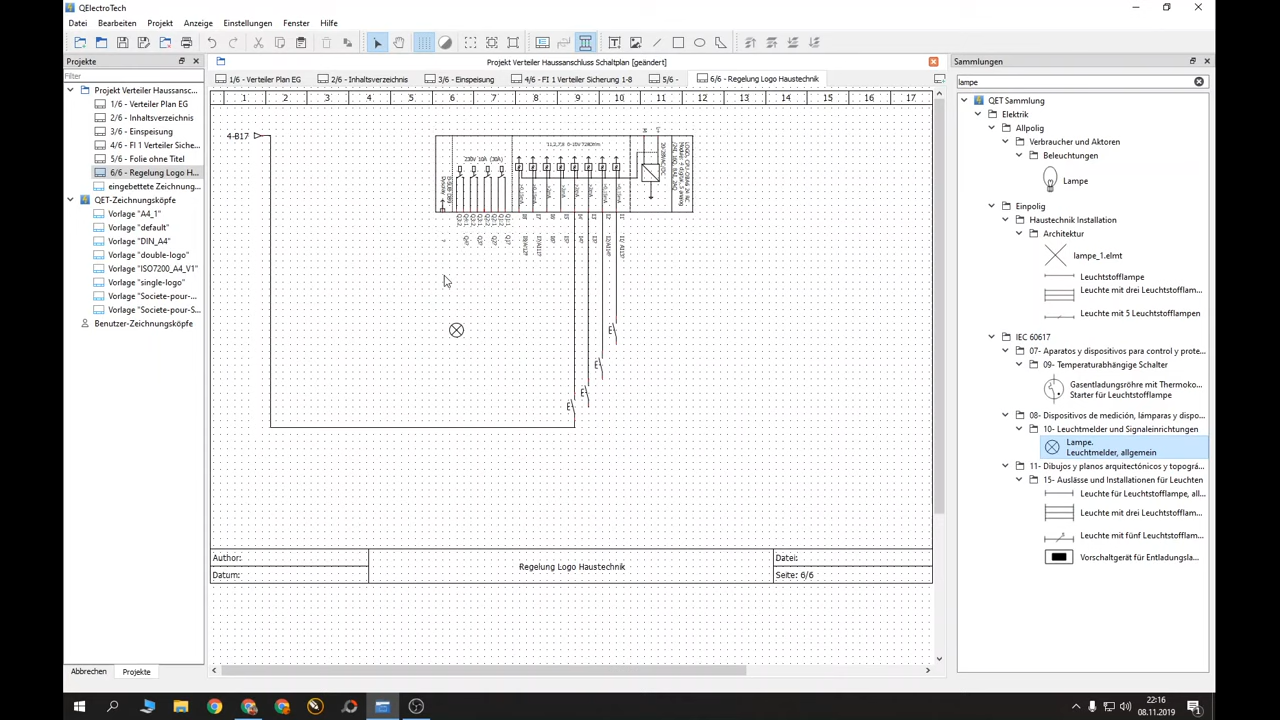 QElectroTech
Datei Bearbeiten Projekt Anzeige Einstellungen Fenster Hilfe
Projekte
Filter
Projekt Verteiler Haussansc...
1/6 - Verteiler Plan EG
2/6 - Inhaltsverzeichnis
3/6 - Einspeisung
4/6 - FI 1 Verteiler Siche...
5/6 - Folie ohne Titel
6/6 - Regelung Logo H...
eingebettete Zeichnung...
QET-Zeichnungsköpfe
Vorlage "A4_1"
Vorlage "default"
Vorlage "DIN_A4"
Vorlage "double-logo"
Vorlage "ISO7200_A4_V1"
Vorlage "single-logo"
Vorlage "Societe-pour-...
Vorlage "Societe-pour-S...
Benutzer-Zeichnungsköpfe
Abbrechen Projekte
Projekt Verteiler Haussanschluss Schaltplan [geändert]
1/6 - Verteiler Plan EG 2/6 - Inhaltsverzeichnis 3/6 - Einspeisung 4/6 - FI 1 Verteiler Sicherung 1-8 5/6 - 6/6 - Regelung Logo Haustechnik
1 2 3 4 5 6 7 8 9 10 11 12 13 14 15 16 17
4-B17
230V 10A (30A)
Author:
Datum:
Regelung Logo Haustechnik
Datei:
Seite: 6/6
Sammlungen
lampe
QET Sammlung
Elektrik
Allpolig
Verbraucher und Aktoren
Beleuchtungen
Lampe
Einpolig
Haustechnik Installation
Architektur
lampe_1.elmt
Leuchtstofflampe
Leuchte mit drei Leuchtstofflam...
Leuchte mit 5 Leuchtstofflampen
IEC 60617
07- Aparatos y dispositivos para control y prote...
09- Temperaturabhängige Schalter
Gasentladungsröhre mit Thermoko...
Starter für Leuchtstofflampe
08- Dispositivos de medición, lámparas y dispo...
10- Leuchtmelder und Signaleinrichtungen
Lampe.
Leuchtmelder, allgemein
11- Dibujos y planos arquitectónicos y topográ...
15- Auslässe und Installationen für Leuchten
Leuchte für Leuchtstofflampe, all...
Leuchte mit drei Leuchtstofflam...
Leuchte mit fünf Leuchtstofflam...
Vorschaltgerät für Entladungsla...
22:16
08.11.2019